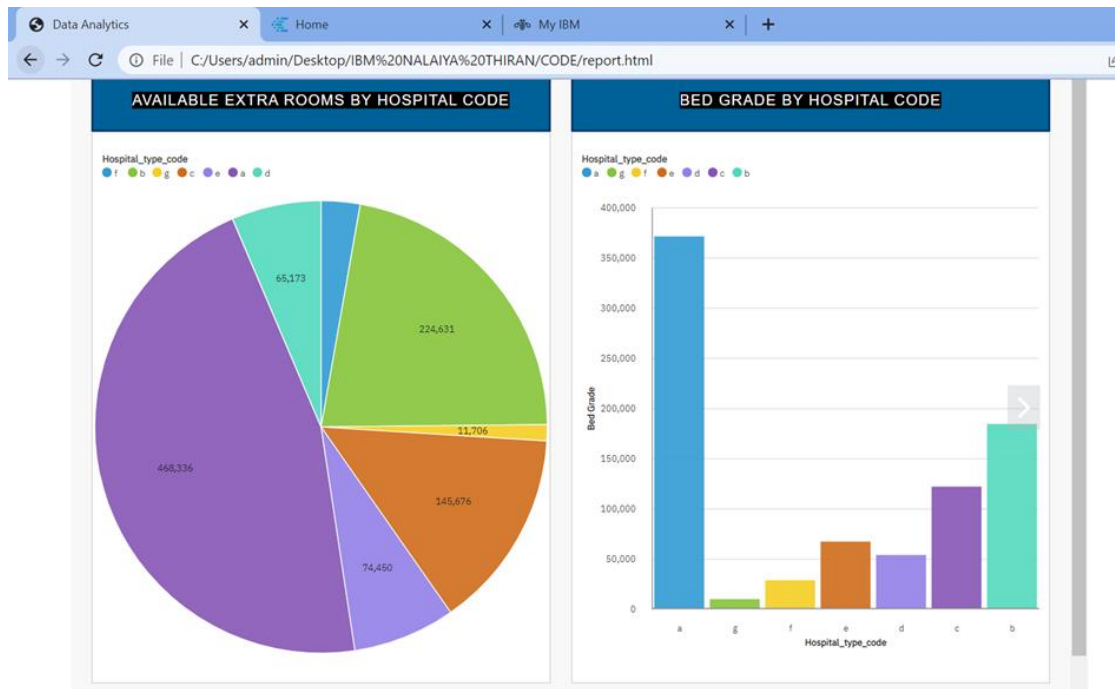 Data Analytics
Home
My IBM
File | C:/Users/admin/Desktop/IBM%20NALAIYA%20THIRAN/CODE/report.html
AVAILABLE EXTRA ROOMS BY HOSPITAL CODE
Hospital_type_code
f b g c e a d
65,173
224,631
11,706
468,336
145,676
74,450
BED GRADE BY HOSPITAL CODE
Hospital_type_code
a g f e d c b
400,000
350,000
300,000
250,000
200,000
150,000
100,000
50,000
0
Bed Grade
a g f e d c b
Hospital_type_code